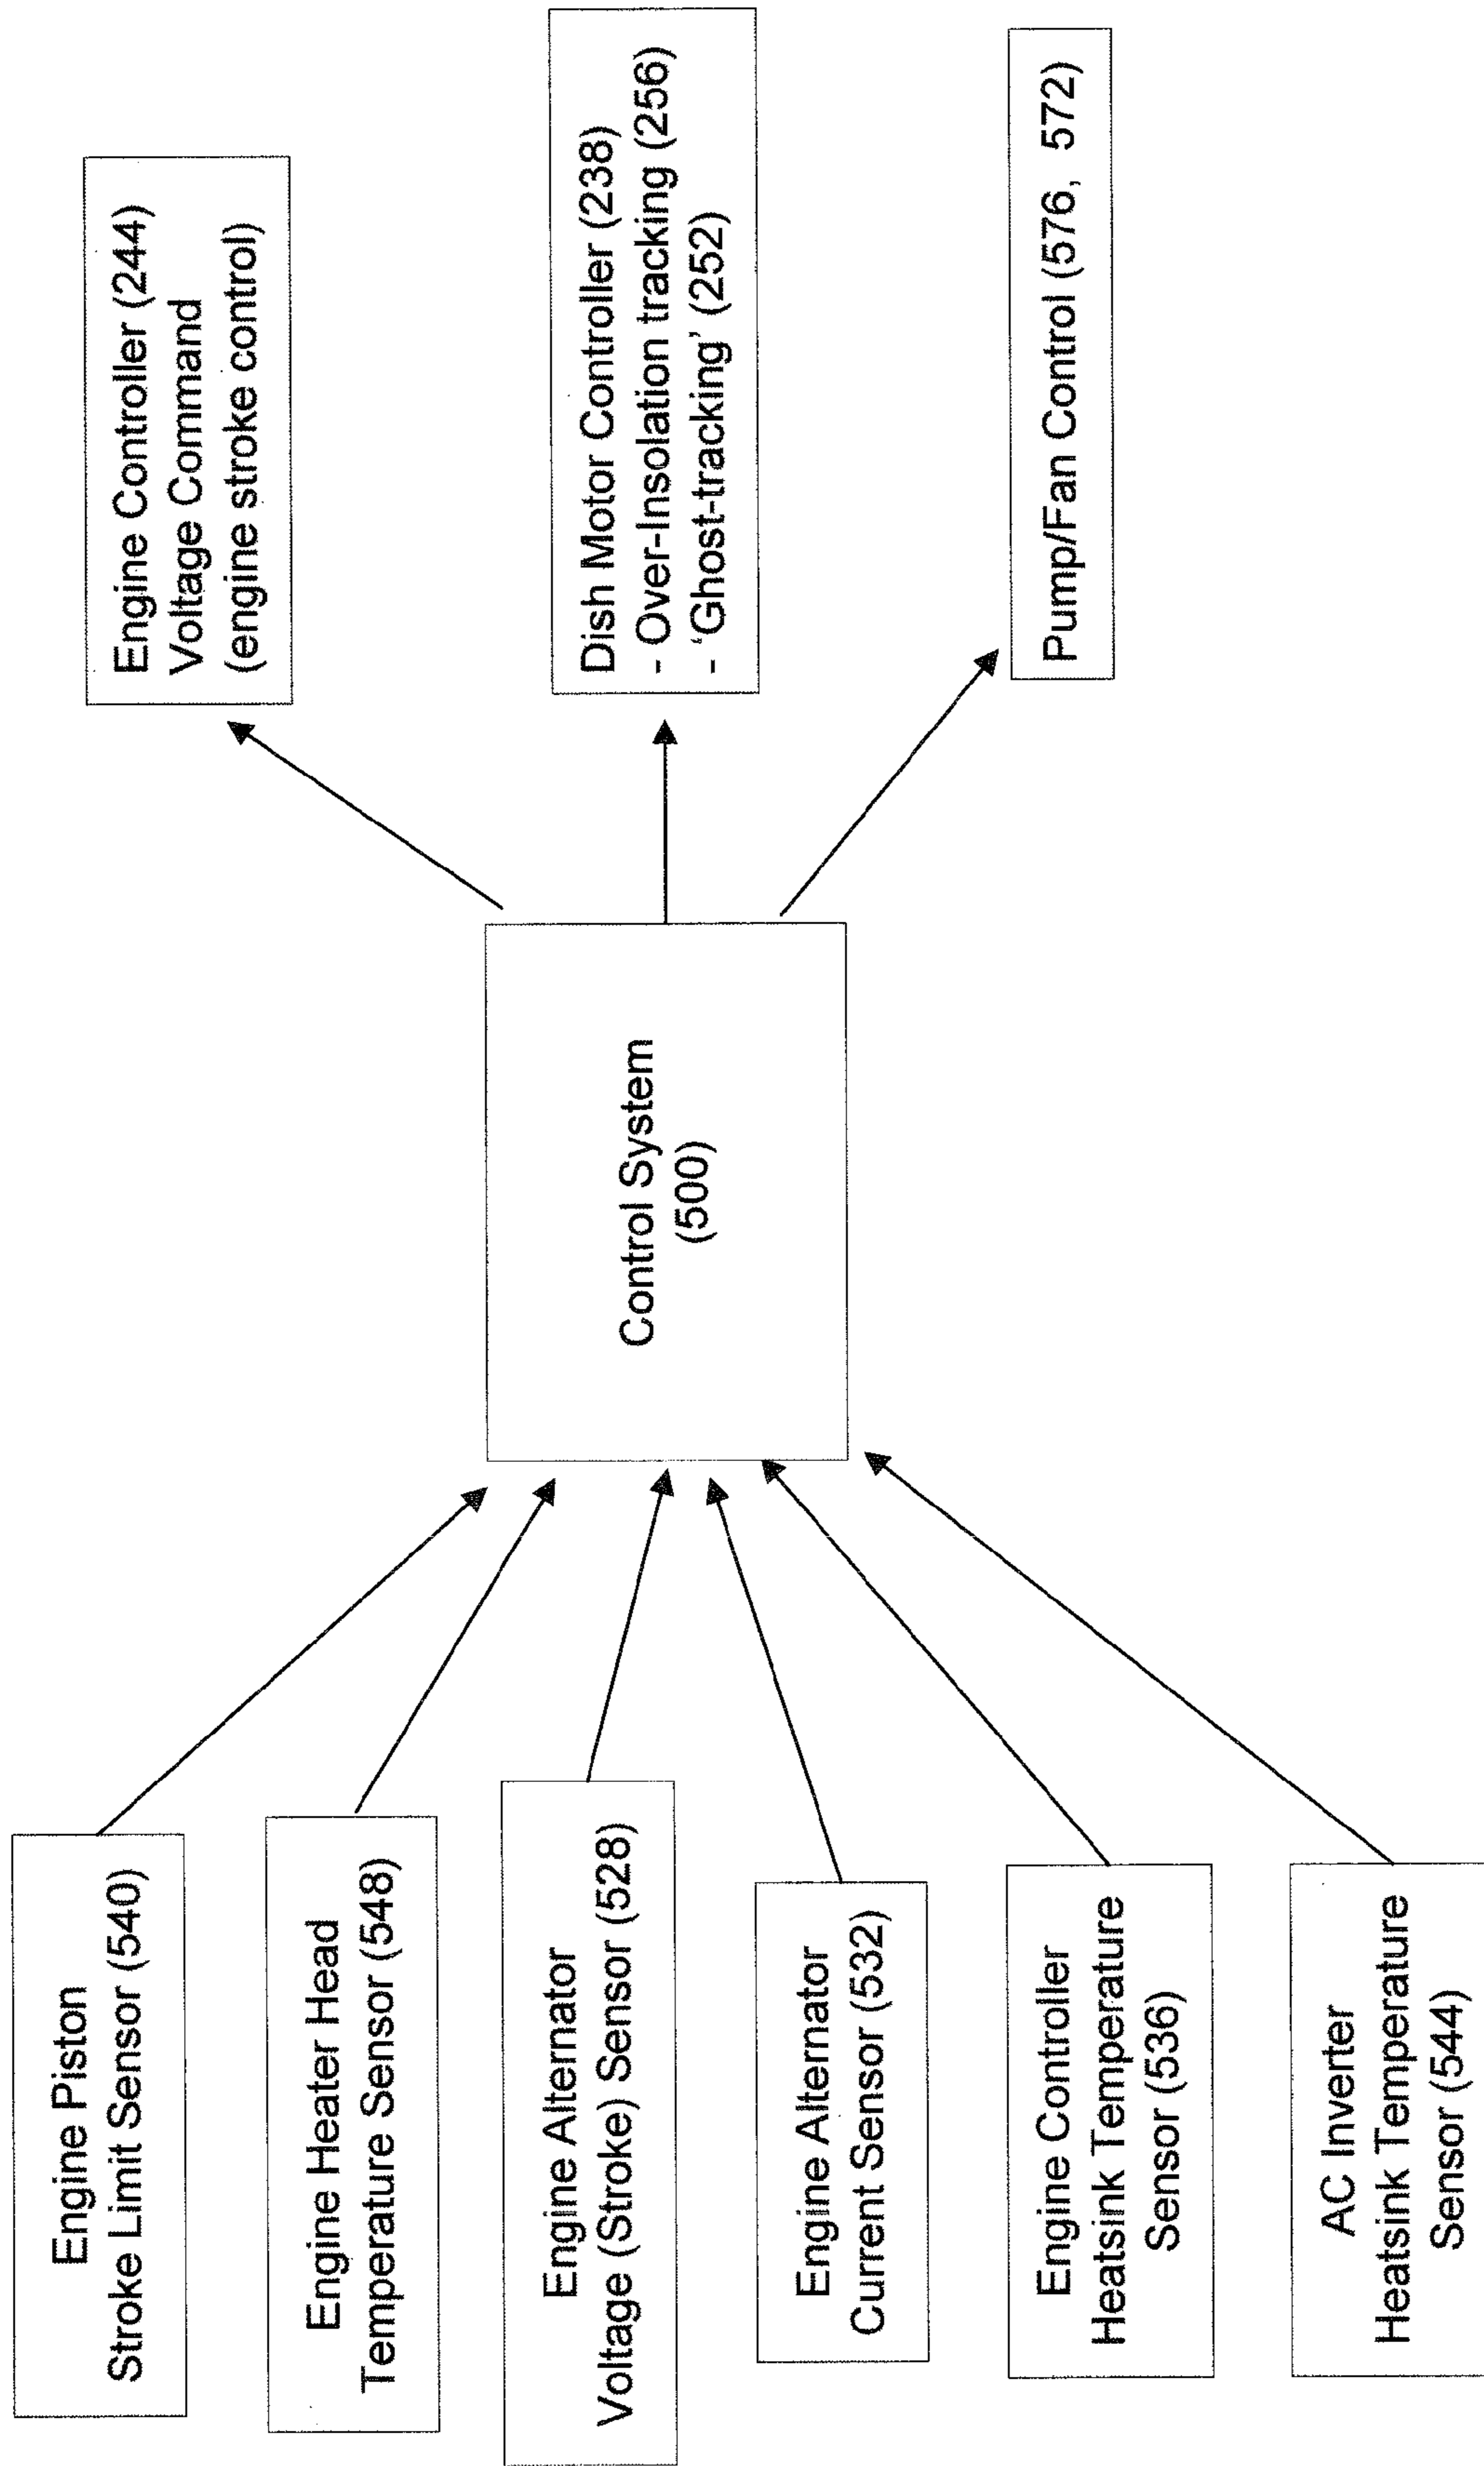 Engine Piston
Stroke Limit Sensor (540)
Engine Heater Head
Temperature Sensor (548)
Engine Alternator
Voltage (Stroke) Sensor (528)
Engine Alternator
Current Sensor (532)
Engine Controller
Heatsink Temperature
Sensor (536)
AC Inverter
Heatsink Temperature
Sensor (544)
Control System
(500)
Engine Controller (244)
Voltage Command
(engine stroke control)
Dish Motor Controller (238)
- Over-Insolation tracking (256)
- ‘Ghost-tracking’ (252)
Pump/Fan Control (576, 572)